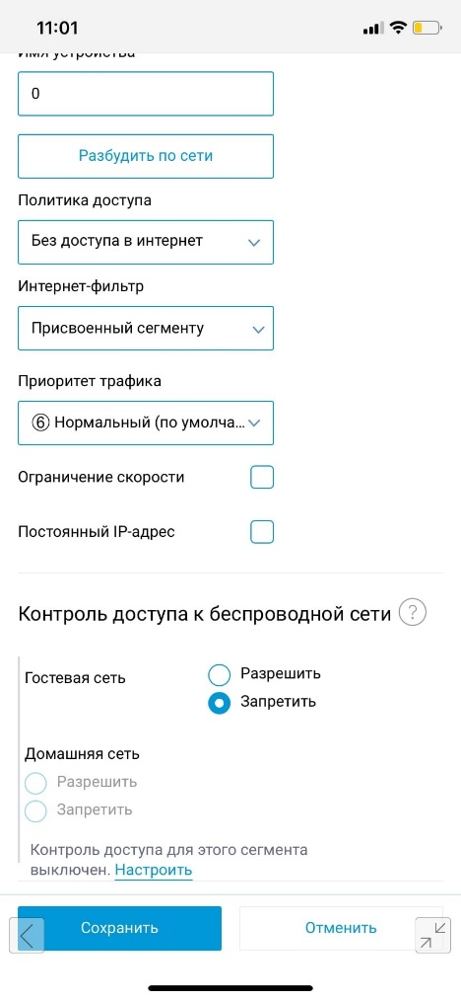 11:01
Имя устройства
0
Разбудить по сети
Политика доступа
Без доступа в интернет
Интернет-фильтр
Присвоенный сегменту
Приоритет трафика
⑥ Нормальный (по умолча...
Ограничение скорости
Постоянный IP-адрес
Контроль доступа к беспроводной сети ?
Гостевая сеть
Разрешить
Запретить
Домашняя сеть
Разрешить
Запретить
Контроль доступа для этого сегмента
выключен. Настроить
Сохранить
Отменить